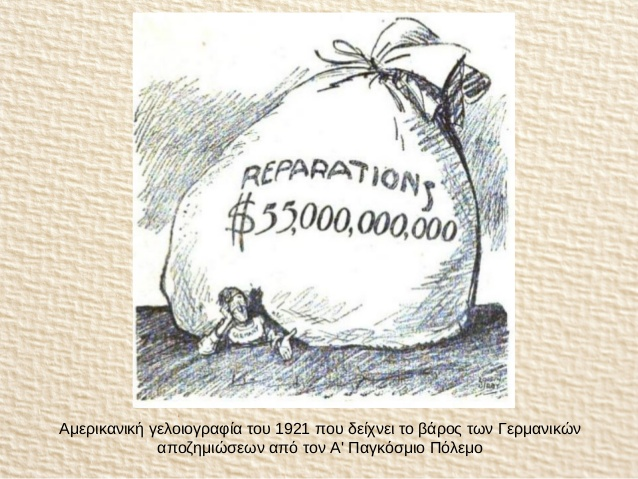 REPARATIONS
$55,000,000,000
Αμερικανική γελοιογραφία του 1921 που δείχνει το βάρος των Γερμανικών
αποζημιώσεων από τον Α' Παγκόσμιο Πόλεμο